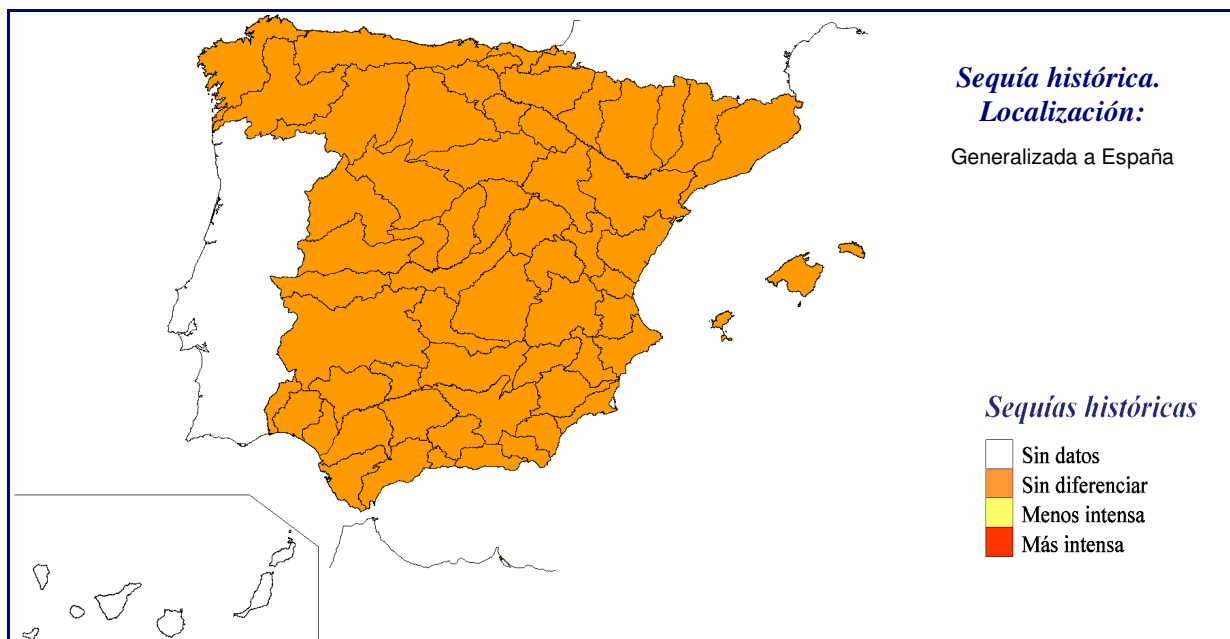 Sequía histórica.
Localización:
Generalizada a España
Sequías históricas
Sin datos
Sin diferenciar
Menos intensa
Más intensa